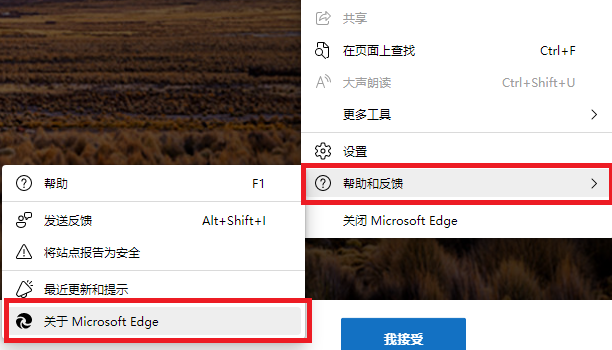 共享
在页面上查找 Ctrl+F
大声朗读 Ctrl+Shift+U
更多工具
设置
帮助和反馈
关闭 Microsoft Edge
帮助 F1
发送反馈 Alt+Shift+I
将站点报告为安全
最近更新和提示
关于 Microsoft Edge
我接受